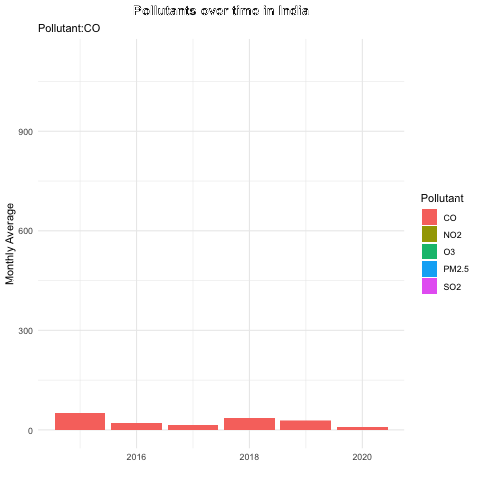 Pollutants over time in India
Pollutant:CO
900
600
300
0
Monthly Average
2016
2018
2020
Pollutant
CO
NO2
O3
PM2.5
SO2